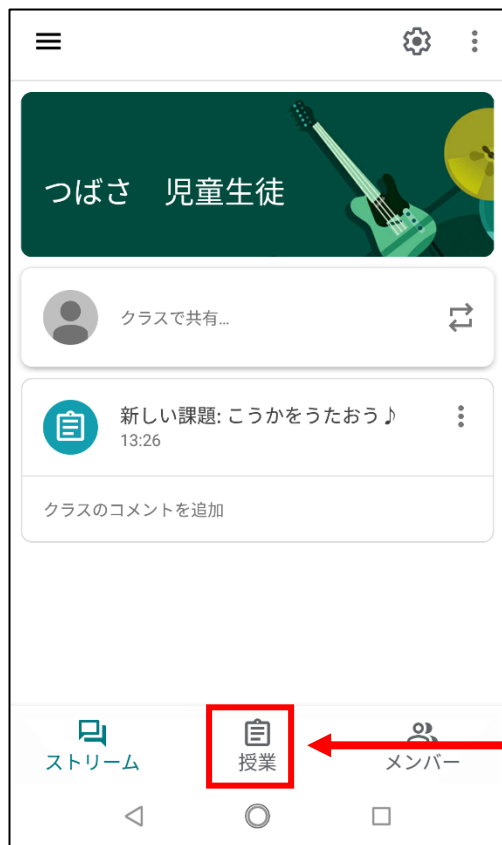 つばさ　児童生徒
クラスで共有...
新しい課題: こうかをうたおう♪
13:26
クラスのコメントを追加
ストリーム
授業
メンバー